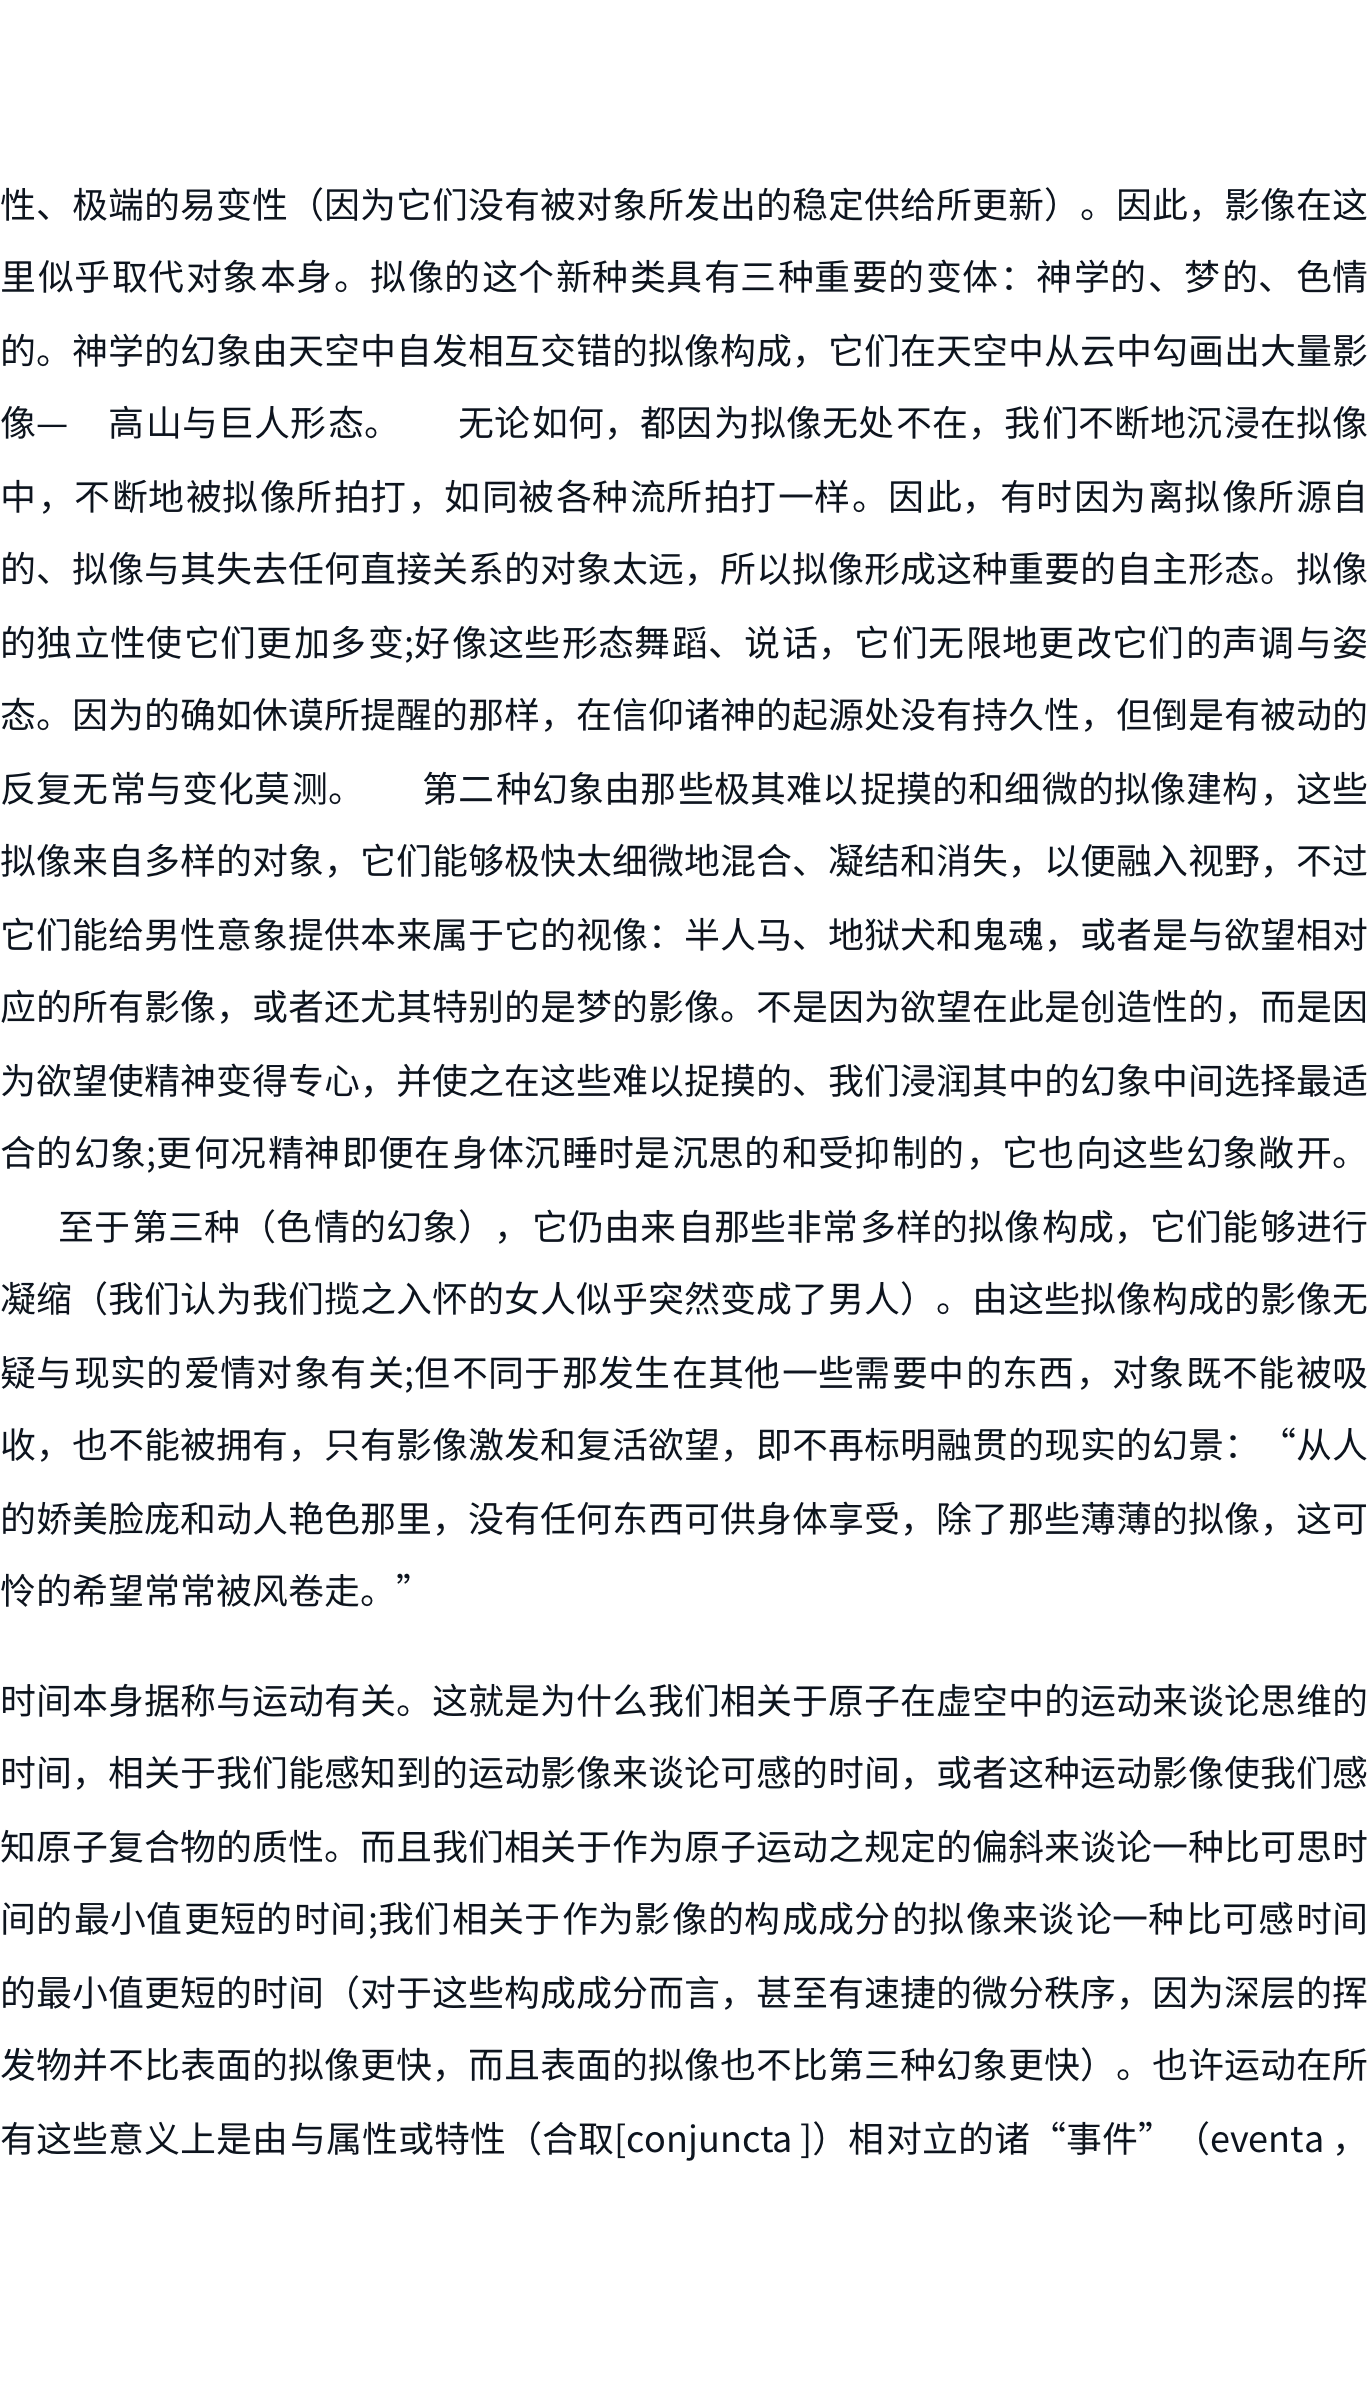 性、极端的易变性（因为它们没有被对象所发出的稳定供给所更新）。因此，影像在这
里似乎取代对象本身。拟像的这个新种类具有三种重要的变体：神学的、梦的、色情
的。神学的幻象由天空中自发相互交错的拟像构成，它们在天空中从云中勾画出大量影
像—　高山与巨人形态。　　无论如何，都因为拟像无处不在，我们不断地沉浸在拟像
中，不断地被拟像所拍打，如同被各种流所拍打一样。因此，有时因为离拟像所源自
的、拟像与其失去任何直接关系的对象太远，所以拟像形成这种重要的自主形态。拟像
的独立性使它们更加多变;好像这些形态舞蹈、说话，它们无限地更改它们的声调与姿
态。因为的确如休谟所提醒的那样，在信仰诸神的起源处没有持久性，但倒是有被动的
反复无常与变化莫测。　　第二种幻象由那些极其难以捉摸的和细微的拟像建构，这些
拟像来自多样的对象，它们能够极快太细微地混合、凝结和消失，以便融入视野，不过
它们能给男性意象提供本来属于它的视像：半人马、地狱犬和鬼魂，或者是与欲望相对
应的所有影像，或者还尤其特别的是梦的影像。不是因为欲望在此是创造性的，而是因
为欲望使精神变得专心，并使之在这些难以捉摸的、我们浸润其中的幻象中间选择最适
合的幻象;更何况精神即便在身体沉睡时是沉思的和受抑制的，它也向这些幻象敞开。
至于第三种（色情的幻象），它仍由来自那些非常多样的拟像构成，它们能够进行
凝缩（我们认为我们揽之入怀的女人似乎突然变成了男人）。由这些拟像构成的影像无
疑与现实的爱情对象有关;但不同于那发生在其他一些需要中的东西，对象既不能被吸
收，也不能被拥有，只有影像激发和复活欲望，即不再标明融贯的现实的幻景：“从人
的娇美脸庞和动人艳色那里，没有任何东西可供身体享受，除了那些薄薄的拟像，这可
怜的希望常常被风卷走。”
时间本身据称与运动有关。这就是为什么我们相关于原子在虚空中的运动来谈论思维的
时间，相关于我们能感知到的运动影像来谈论可感的时间，或者这种运动影像使我们感
知原子复合物的质性。而且我们相关于作为原子运动之规定的偏斜来谈论一种比可思时
间的最小值更短的时间;我们相关于作为影像的构成成分的拟像来谈论一种比可感时间
的最小值更短的时间（对于这些构成成分而言，甚至有速捷的微分秩序，因为深层的挥
发物并不比表面的拟像更快，而且表面的拟像也不比第三种幻象更快）。也许运动在所
有这些意义上是由与属性或特性（合取[conjuncta ]）相对立的诸“事件”（eventa ，